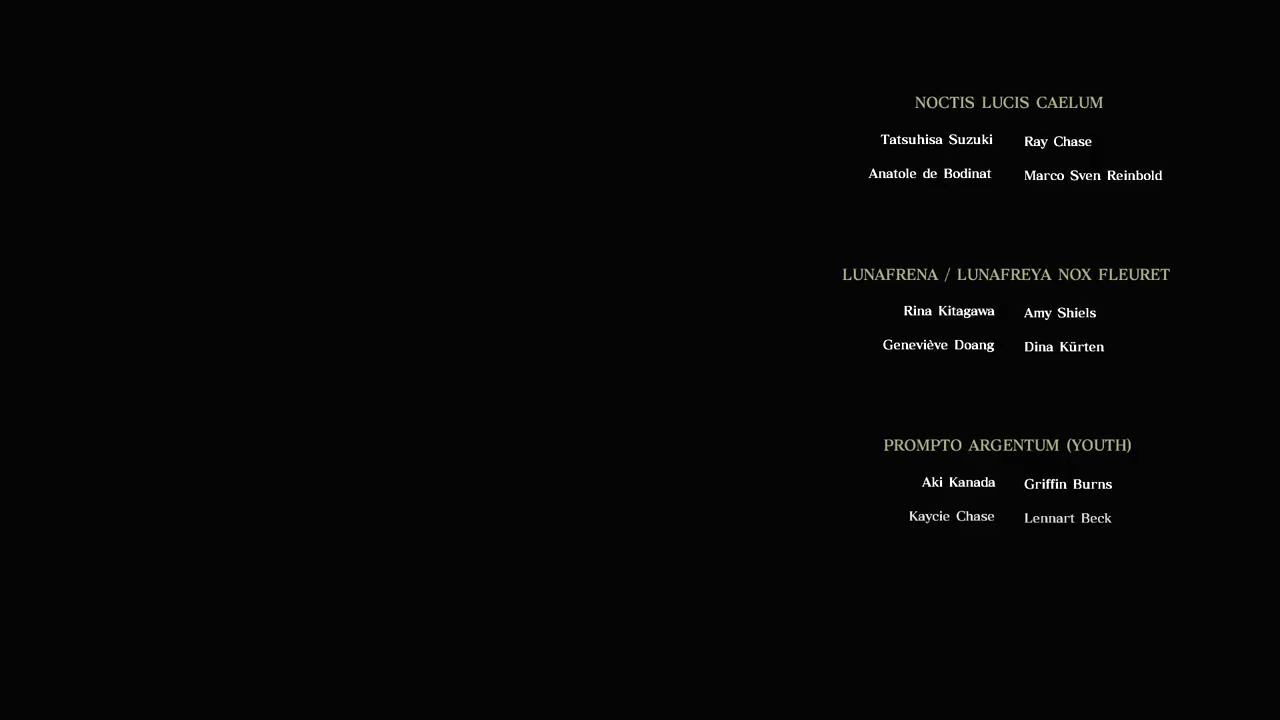 NOCTIS LUCIS CAELUM
Tatsuhisa Suzuki Ray Chase
Anatole de Bodinat Marco Sven Reinbold
LUNAFRENA / LUNAFREYA NOX FLEURET
Rina Kitagawa Amy Shiels
Geneviève Doang Dina Kürten
PROMPTO ARGENTUM (YOUTH)
Aki Kanada Griffin Burns
Kaycie Chase Lennart Beck